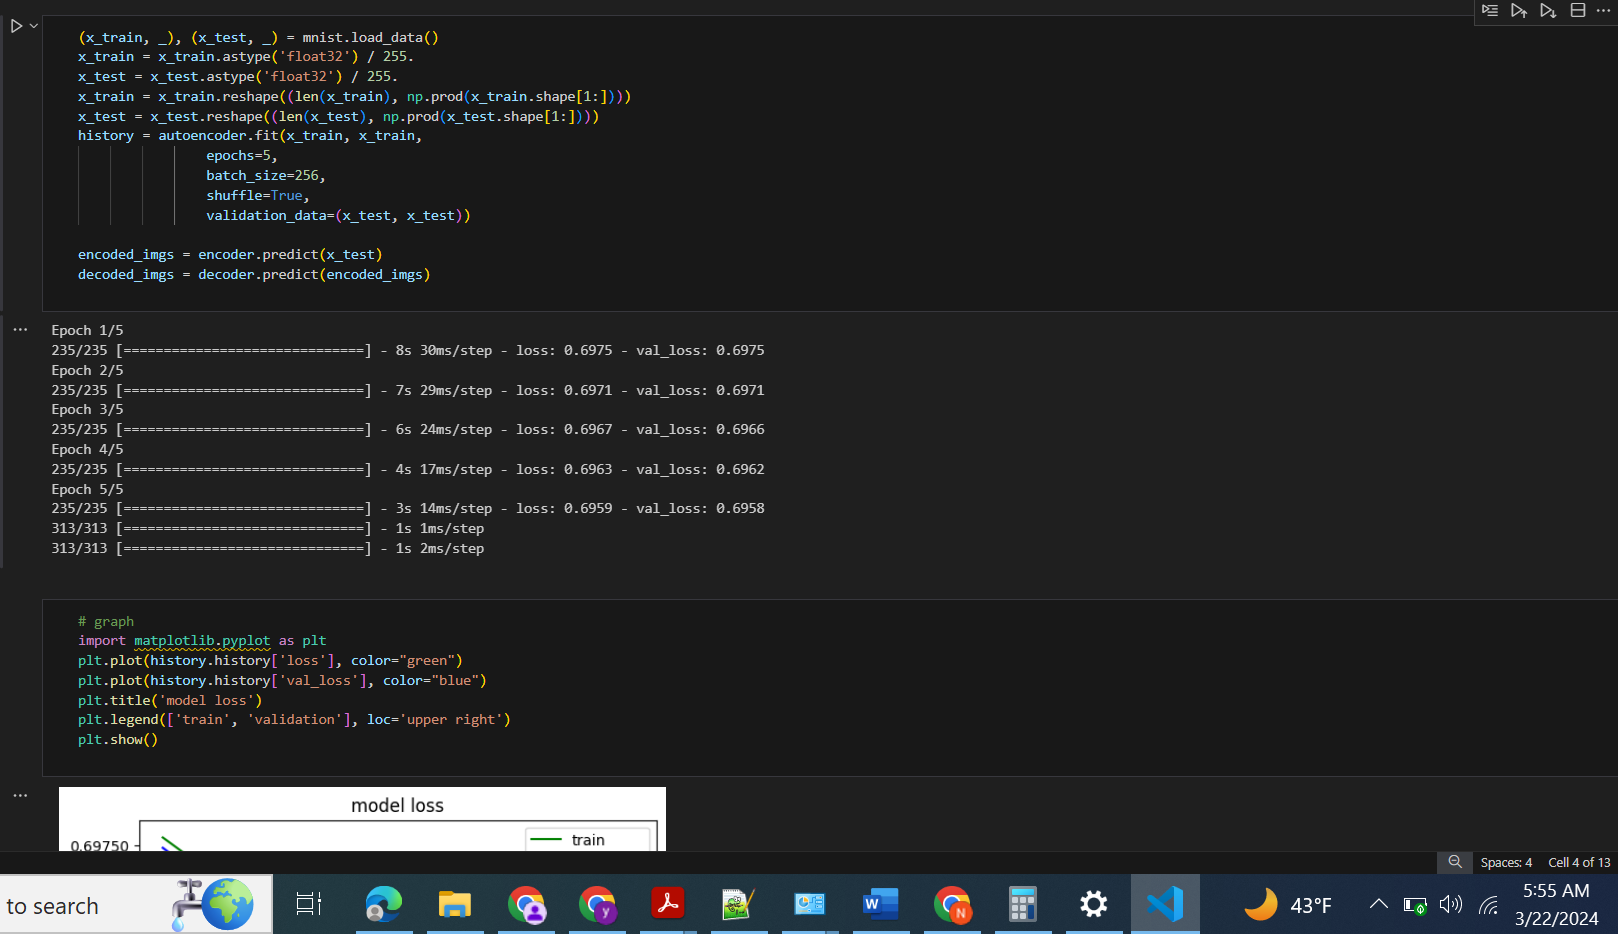 (x_train, _), (x_test, _) = mnist.load_data()
x_train = x_train.astype('float32') / 255.
x_test = x_test.astype('float32') / 255.
x_train = x_train.reshape((len(x_train), np.prod(x_train.shape[1:])))
x_test = x_test.reshape((len(x_test), np.prod(x_test.shape[1:])))
history = autoencoder.fit(x_train, x_train,
epochs=5,
batch_size=256,
shuffle=True,
validation_data=(x_test, x_test))
encoded_imgs = encoder.predict(x_test)
decoded_imgs = decoder.predict(encoded_imgs)
Epoch 1/5
235/235 [==============================] - 8s 30ms/step - loss: 0.6975 - val_loss: 0.6975
Epoch 2/5
235/235 [==============================] - 7s 29ms/step - loss: 0.6971 - val_loss: 0.6971
Epoch 3/5
235/235 [==============================] - 6s 24ms/step - loss: 0.6967 - val_loss: 0.6966
Epoch 4/5
235/235 [==============================] - 4s 17ms/step - loss: 0.6963 - val_loss: 0.6962
Epoch 5/5
235/235 [==============================] - 3s 14ms/step - loss: 0.6959 - val_loss: 0.6958
313/313 [==============================] - 1s 1ms/step
313/313 [==============================] - 1s 2ms/step
# graph
import matplotlib.pyplot as plt
plt.plot(history.history['loss'], color="green")
plt.plot(history.history['val_loss'], color="blue")
plt.title('model loss')
plt.legend(['train', 'validation'], loc='upper right')
plt.show()
model loss
0.69750
train
Spaces: 4 Cell 4 of 13
to search
y
W
N
43°F
5:55 AM
3/22/2024